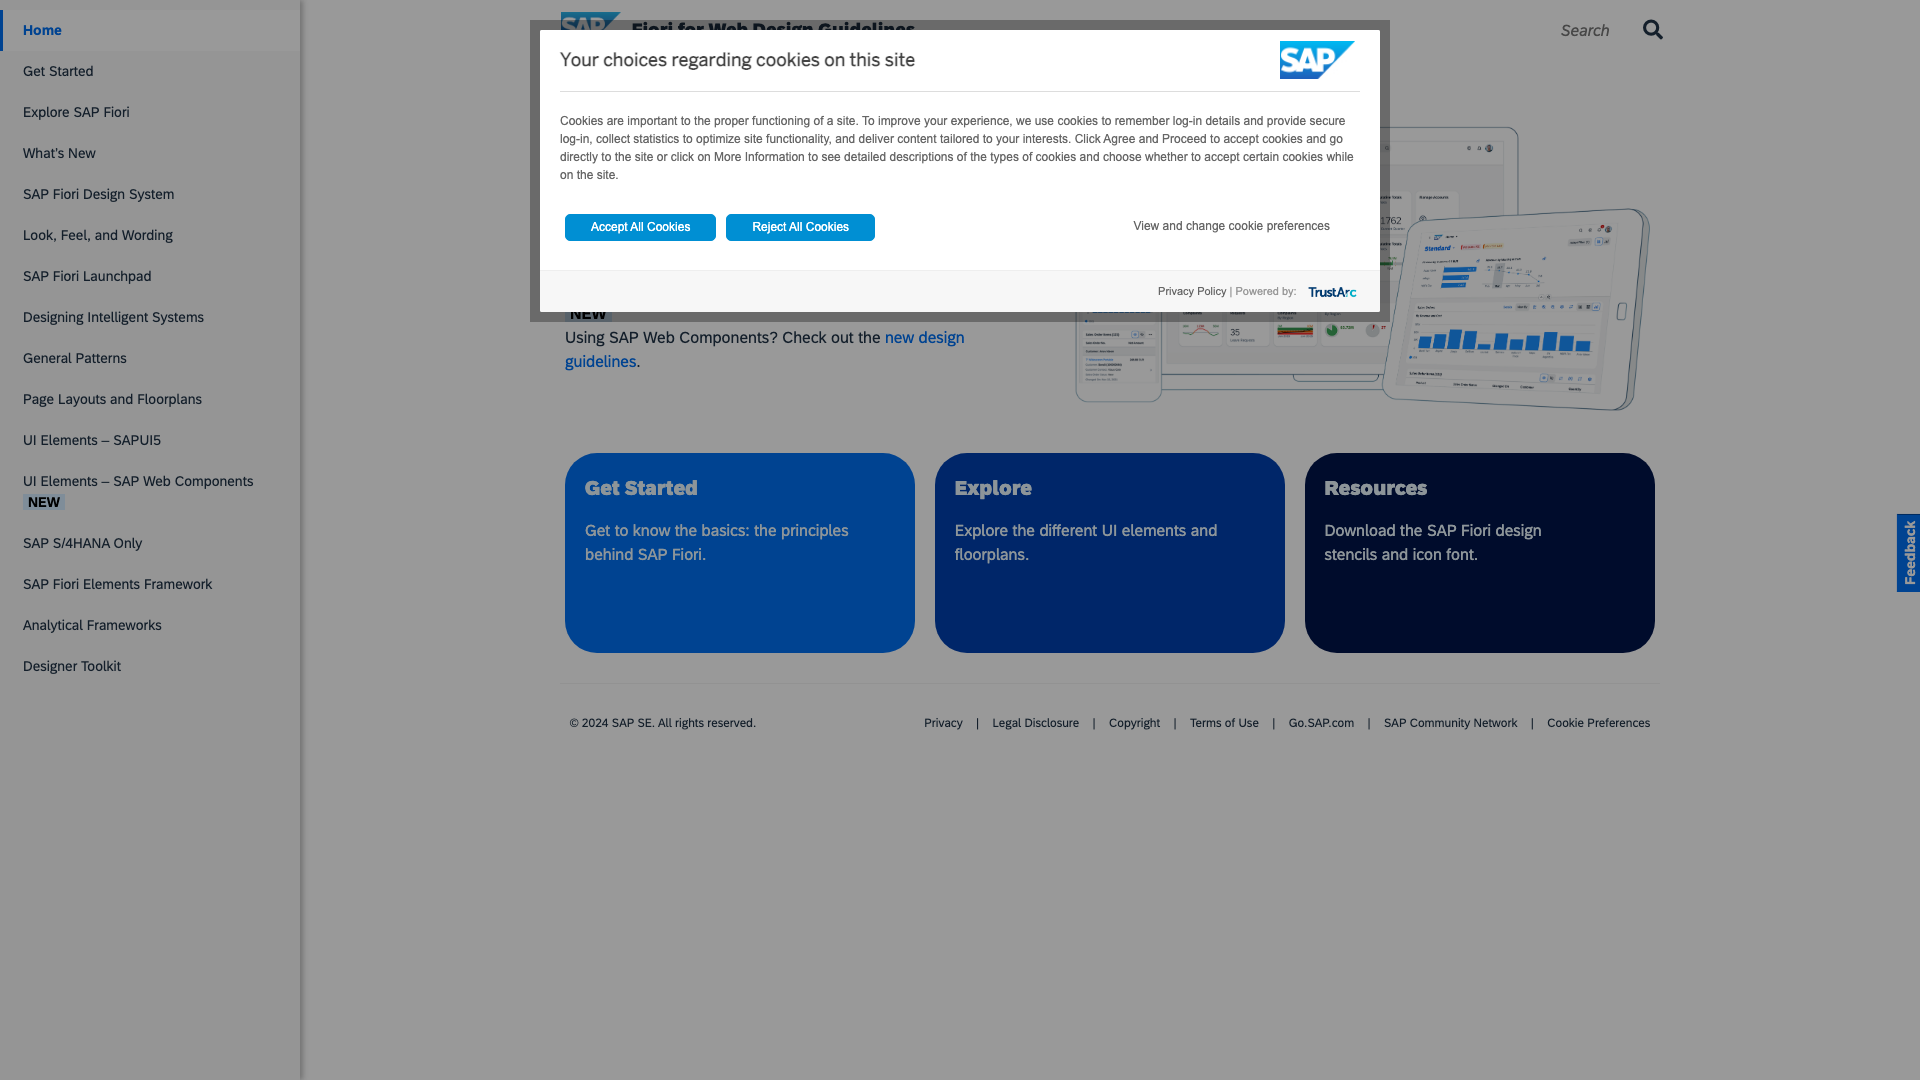 Home
Get Started
Explore SAP Fiori
What's New
SAP Fiori Design System
Look, Feel, and Wording
SAP Fiori Launchpad
Designing Intelligent Systems
General Patterns
Page Layouts and Floorplans
UI Elements – SAPUI5
UI Elements – SAP Web Components
NEW
SAP S/4HANA Only
SAP Fiori Elements Framework
Analytical Frameworks
Designer Toolkit
SAP Fiori for Web Design Guidelines
Search
Your choices regarding cookies on this site
SAP
Cookies are important to the proper functioning of a site. To improve your experience, we use cookies to remember log-in details and provide secure
log-in, collect statistics to optimize site functionality, and deliver content tailored to your interests. Click Agree and Proceed to accept cookies and go
directly to the site or click on More Information to see detailed descriptions of the types of cookies and choose whether to accept certain cookies while
on the site.
Accept All Cookies
Reject All Cookies
View and change cookie preferences
Privacy Policy | Powered by: TrustArc
NEW
Using SAP Web Components? Check out the new design
guidelines.
1762
35
Standard
Get Started
Get to know the basics: the principles
behind SAP Fiori.
Explore
Explore the different UI elements and
floorplans.
Resources
Download the SAP Fiori design
stencils and icon font.
Feedback
© 2024 SAP SE. All rights reserved.
Privacy | Legal Disclosure | Copyright | Terms of Use | Go.SAP.com | SAP Community Network | Cookie Preferences